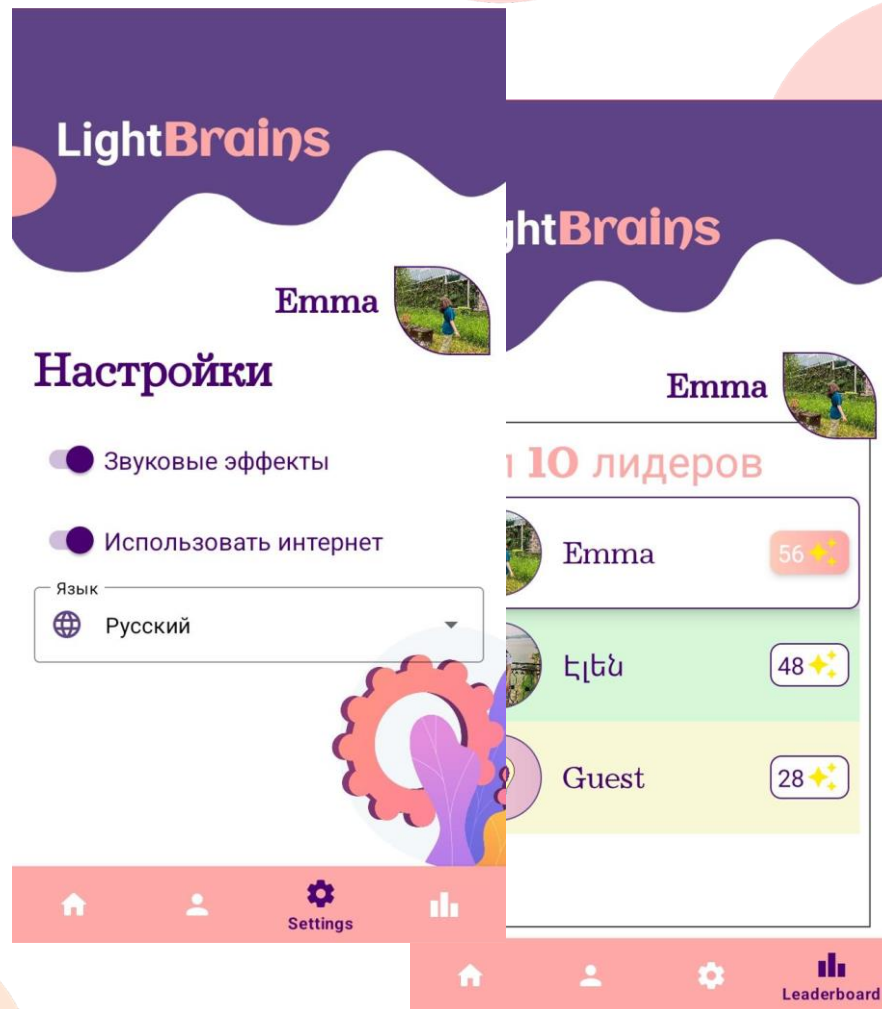 LightBrains
Emma
Настройки
Звуковые эффекты
Использовать интернет
Язык
Русский
Settings
htBrains
Emma
10 лидеров
Emma
56
Էլեն
48
Guest
28
Leaderboard